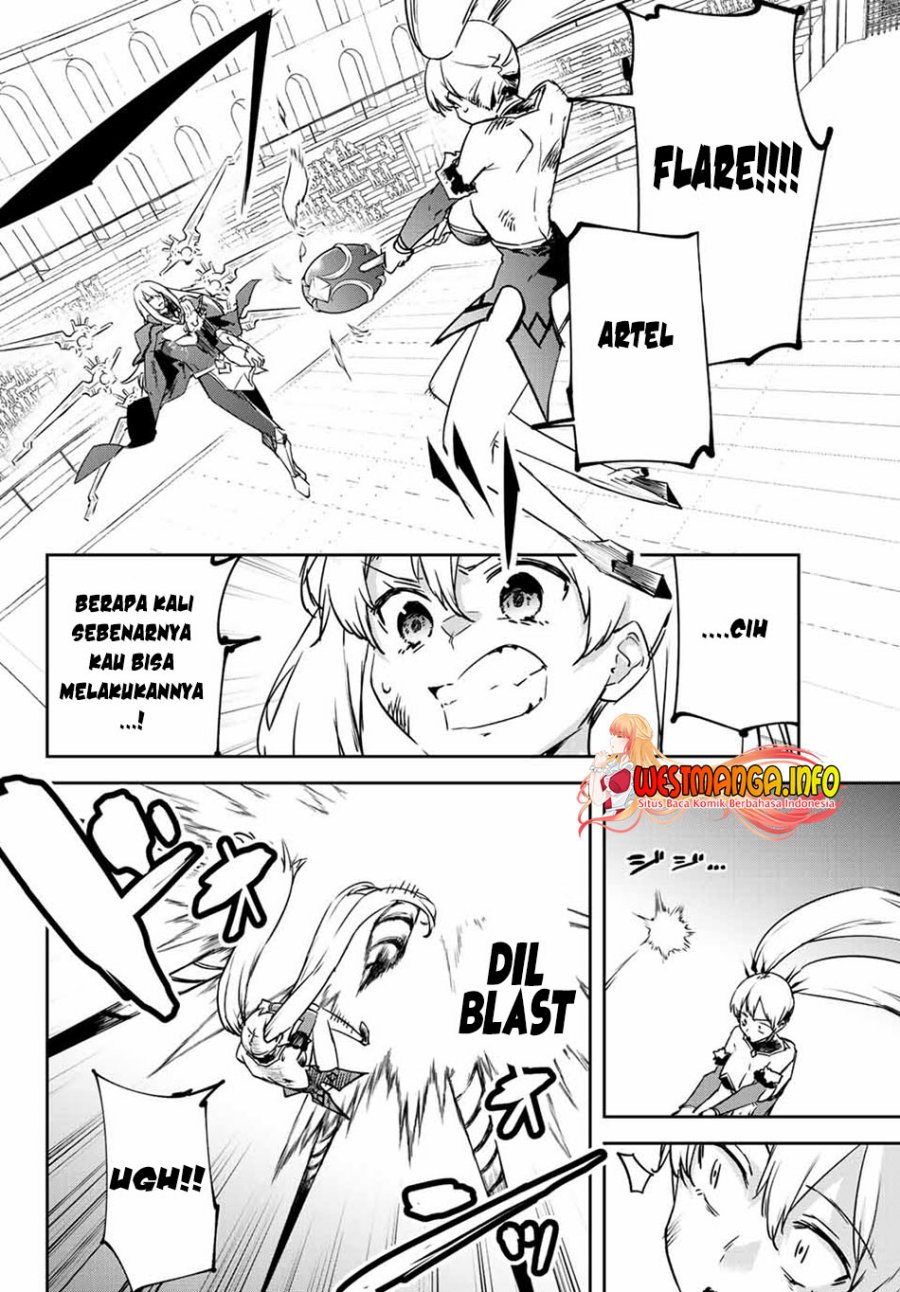 FLARE!!!!
ARTEL
....CIH
BERAPA KALI
SEBENARNYA
KAU BISA
MELAKUKANNYA
...!
WESTMANGA.INFO
Situs Baca Komik Berbahasa Indonesia
ジジ...
DIL
BLAST
UGH!!